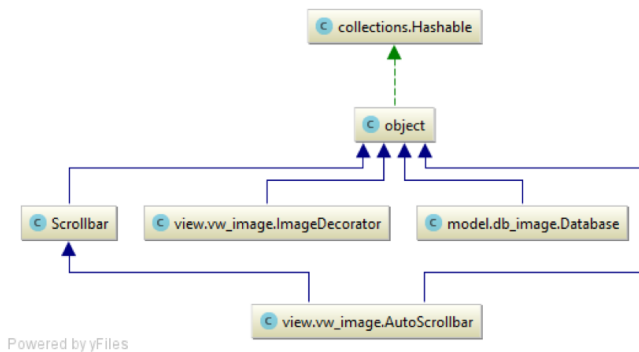 C collections.Hashable
C object
C Scrollbar
C view.vw_image.ImageDecorator
C model.db_image.Database
C view.vw_image.AutoScrollbar
Powered by yFiles